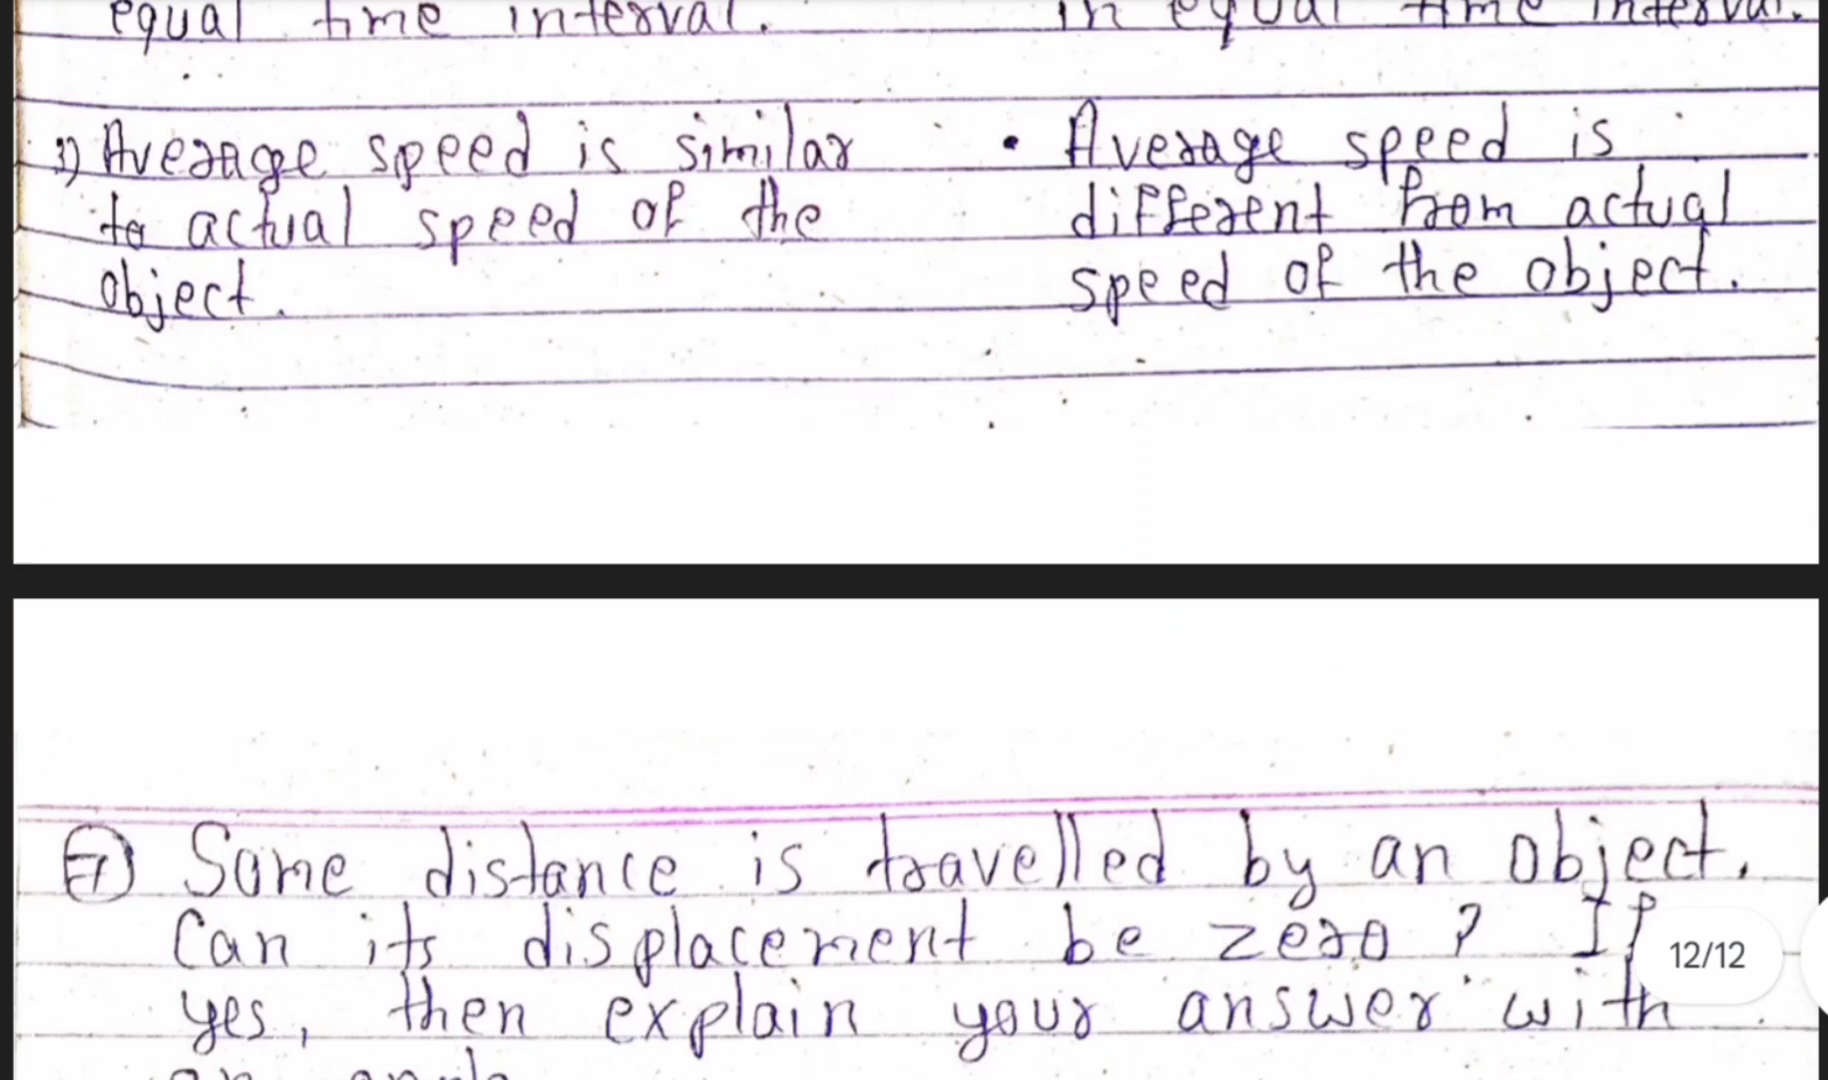 equal time interval.
in equal time interval.
3) Average speed is similar
to actual speed of the
object.
• Average speed is
different from actual
speed of the object.
7 Some distance is travelled by an object.
Can its displacement be zero? If
12/12
yes, then explain your answer with
an